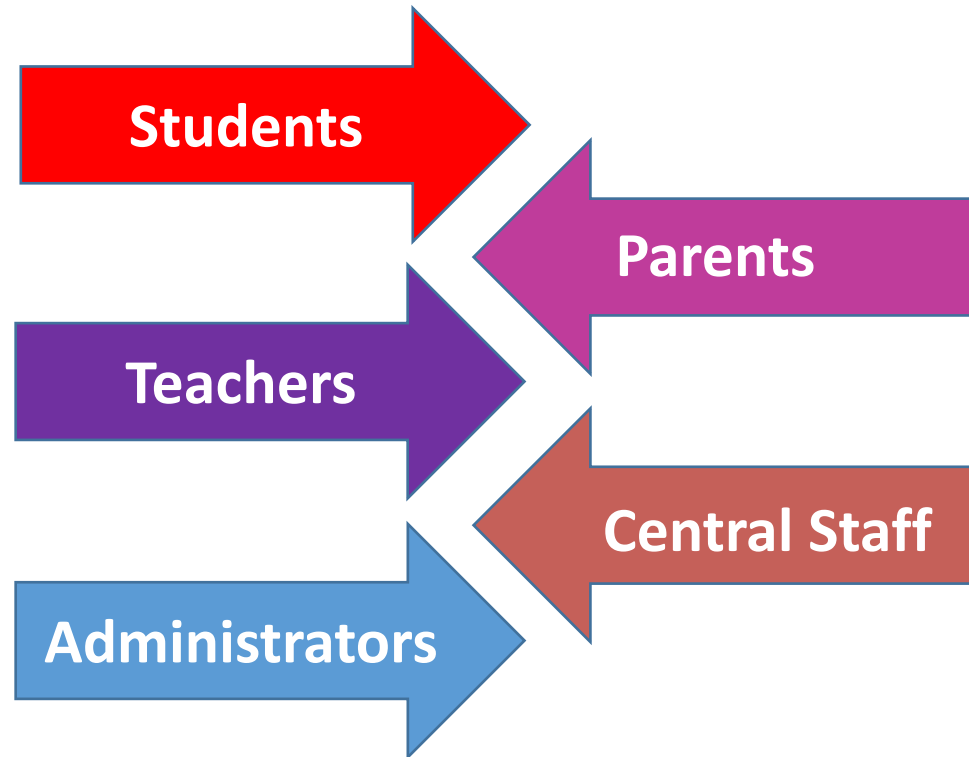 Students
Parents
Teachers
Central Staff
Administrators